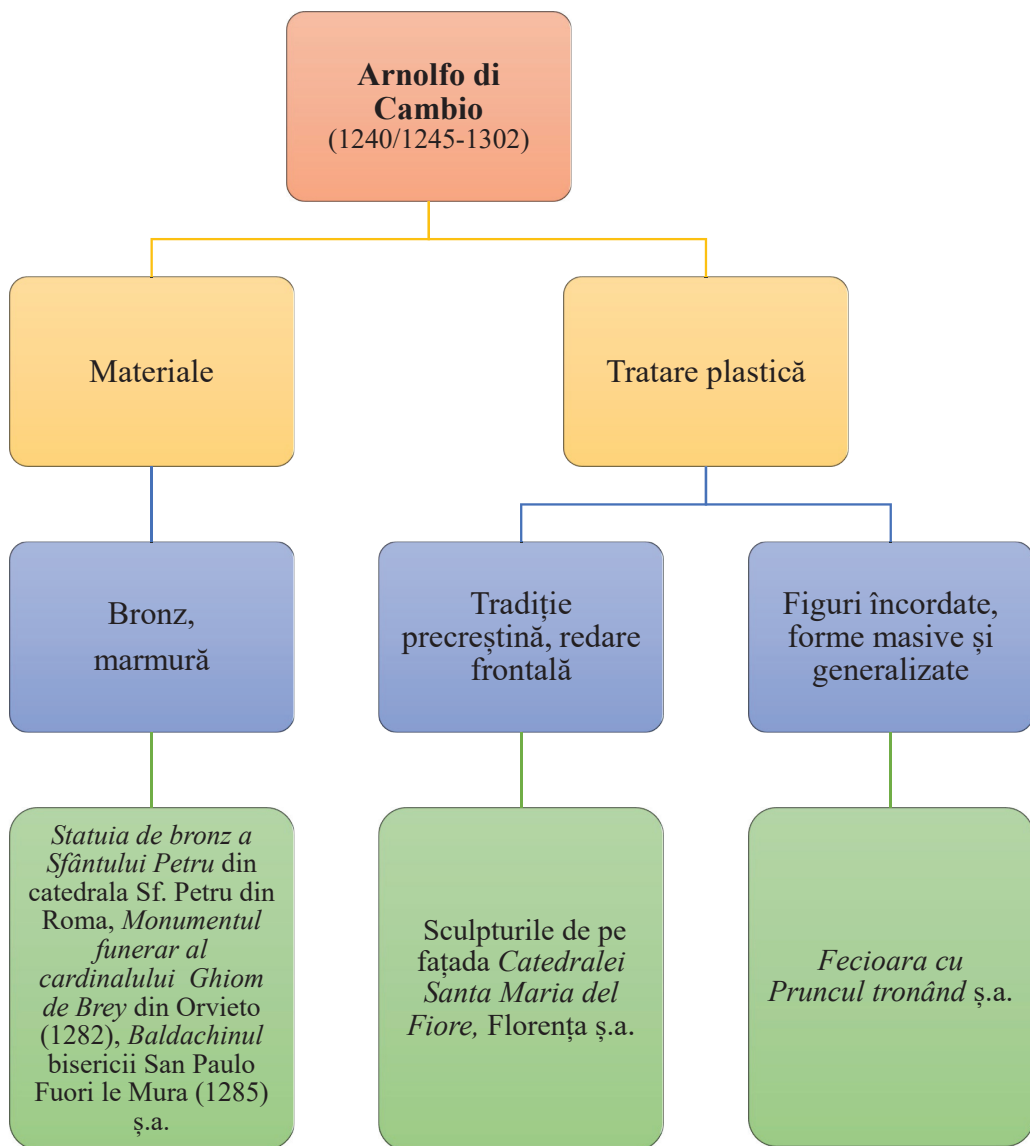 Arnolfo di
Cambio
(1240/1245-1302)
Materiale
Tratare plastică
Bronz,
marmură
Tradiție
precreștină, redare
frontală
Figuri încordate,
forme masive și
generalizate
Statuia de bronz a
Sfântului Petru din
catedrala Sf. Petru din
Roma, Monumentul
funerar al
cardinalului Ghiom
de Brey din Orvieto
(1282), Baldachinul
bisericii San Paulo
Fuori le Mura (1285)
ș.a.
Sculpturile de pe
fațada Catedralei
Santa Maria del
Fiore, Florența ș.a.
Fecioara cu
Pruncul tronând ș.a.